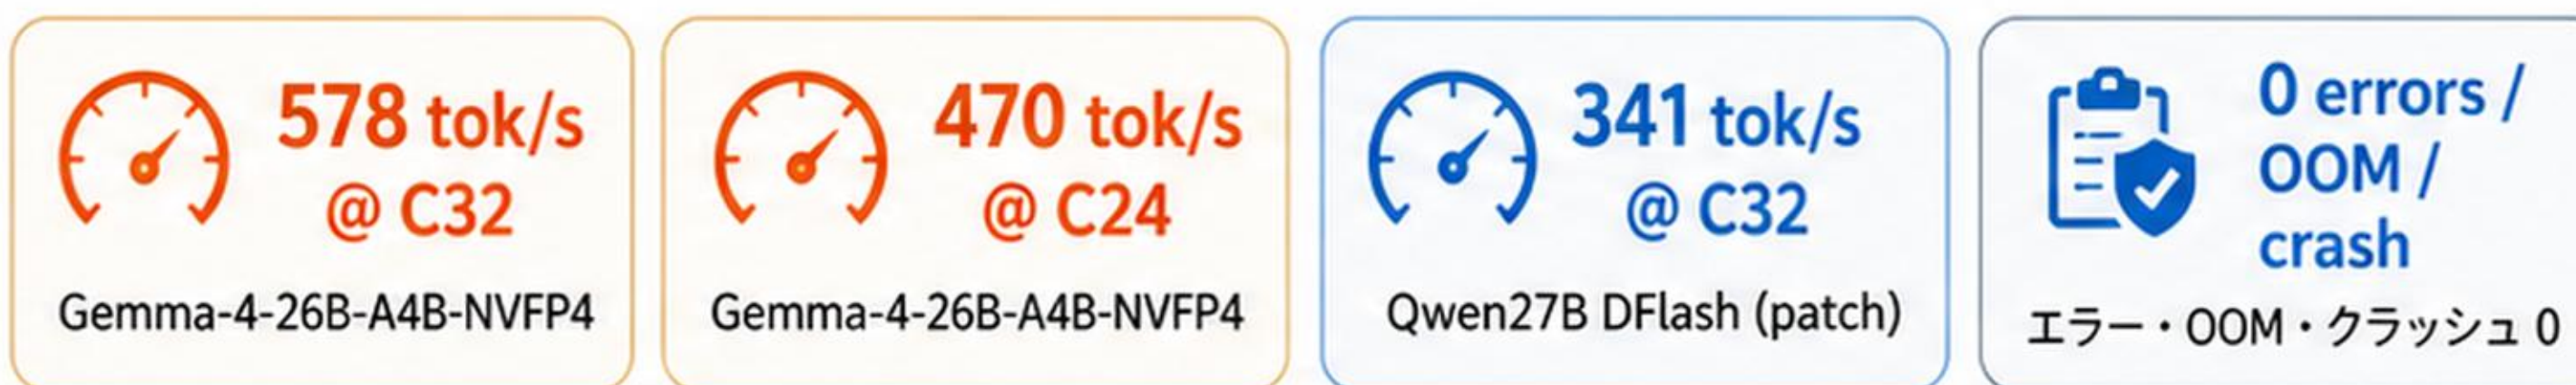 578 tok/s
@ C32
Gemma-4-26B-A4B-NVFP4
470 tok/s
@ C24
Gemma-4-26B-A4B-NVFP4
341 tok/s
@ C32
Qwen27B DFlash (patch)
0 errors /
OOM /
crash
エラー・OOM・クラッシュ 0